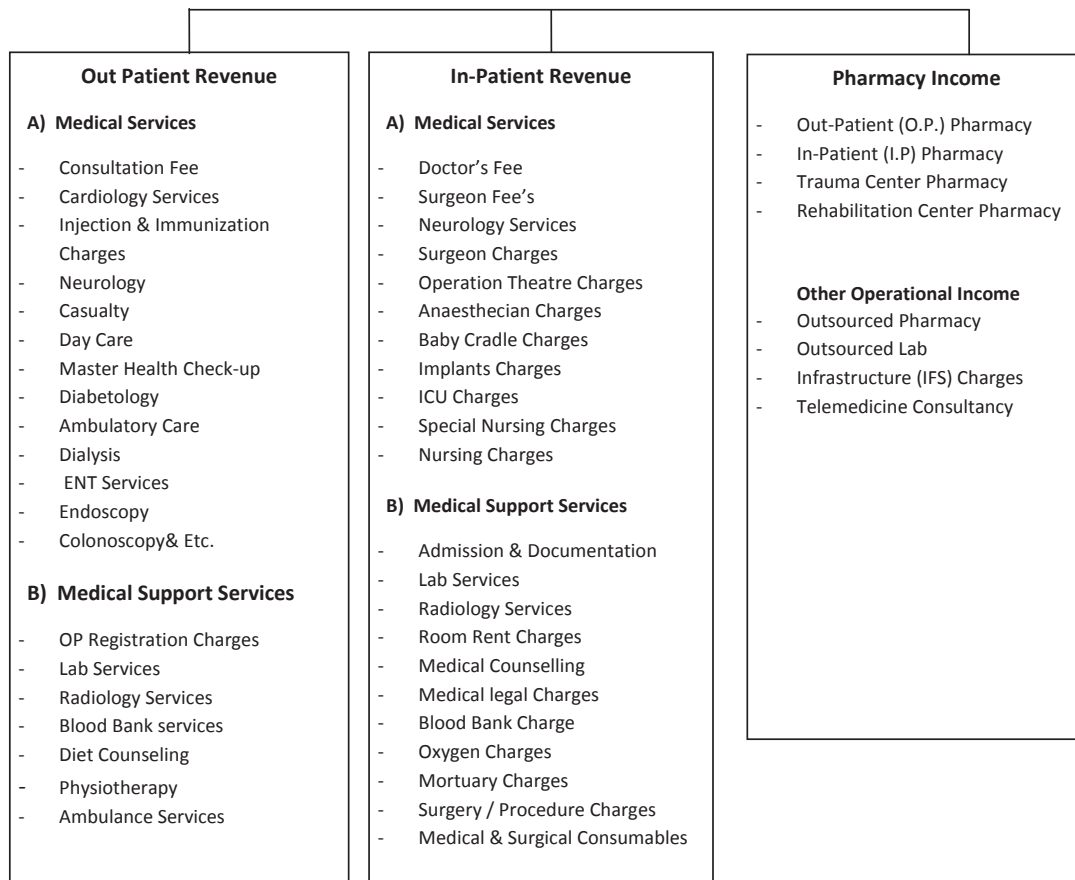 Out Patient Revenue
A) Medical Services
- Consultation Fee
- Cardiology Services
- Injection & Immunization
Charges
- Neurology
- Casualty
- Day Care
- Master Health Check-up
- Diabetology
- Ambulatory Care
- Dialysis
- ENT Services
- Endoscopy
- Colonoscopy& Etc.
B) Medical Support Services
- OP Registration Charges
- Lab Services
- Radiology Services
- Blood Bank services
- Diet Counseling
- Physiotherapy
- Ambulance Services
In-Patient Revenue
A) Medical Services
- Doctor’s Fee
- Surgeon Fee’s
- Neurology Services
- Surgeon Charges
- Operation Theatre Charges
- Anaesthecian Charges
- Baby Cradle Charges
- Implants Charges
- ICU Charges
- Special Nursing Charges
- Nursing Charges
B) Medical Support Services
- Admission & Documentation
- Lab Services
- Radiology Services
- Room Rent Charges
- Medical Counselling
- Medical legal Charges
- Blood Bank Charge
- Oxygen Charges
- Mortuary Charges
- Surgery / Procedure Charges
- Medical & Surgical Consumables
Pharmacy Income
- Out-Patient (O.P.) Pharmacy
- In-Patient (I.P) Pharmacy
- Trauma Center Pharmacy
- Rehabilitation Center Pharmacy
Other Operational Income
- Outsourced Pharmacy
- Outsourced Lab
- Infrastructure (IFS) Charges
- Telemedicine Consultancy